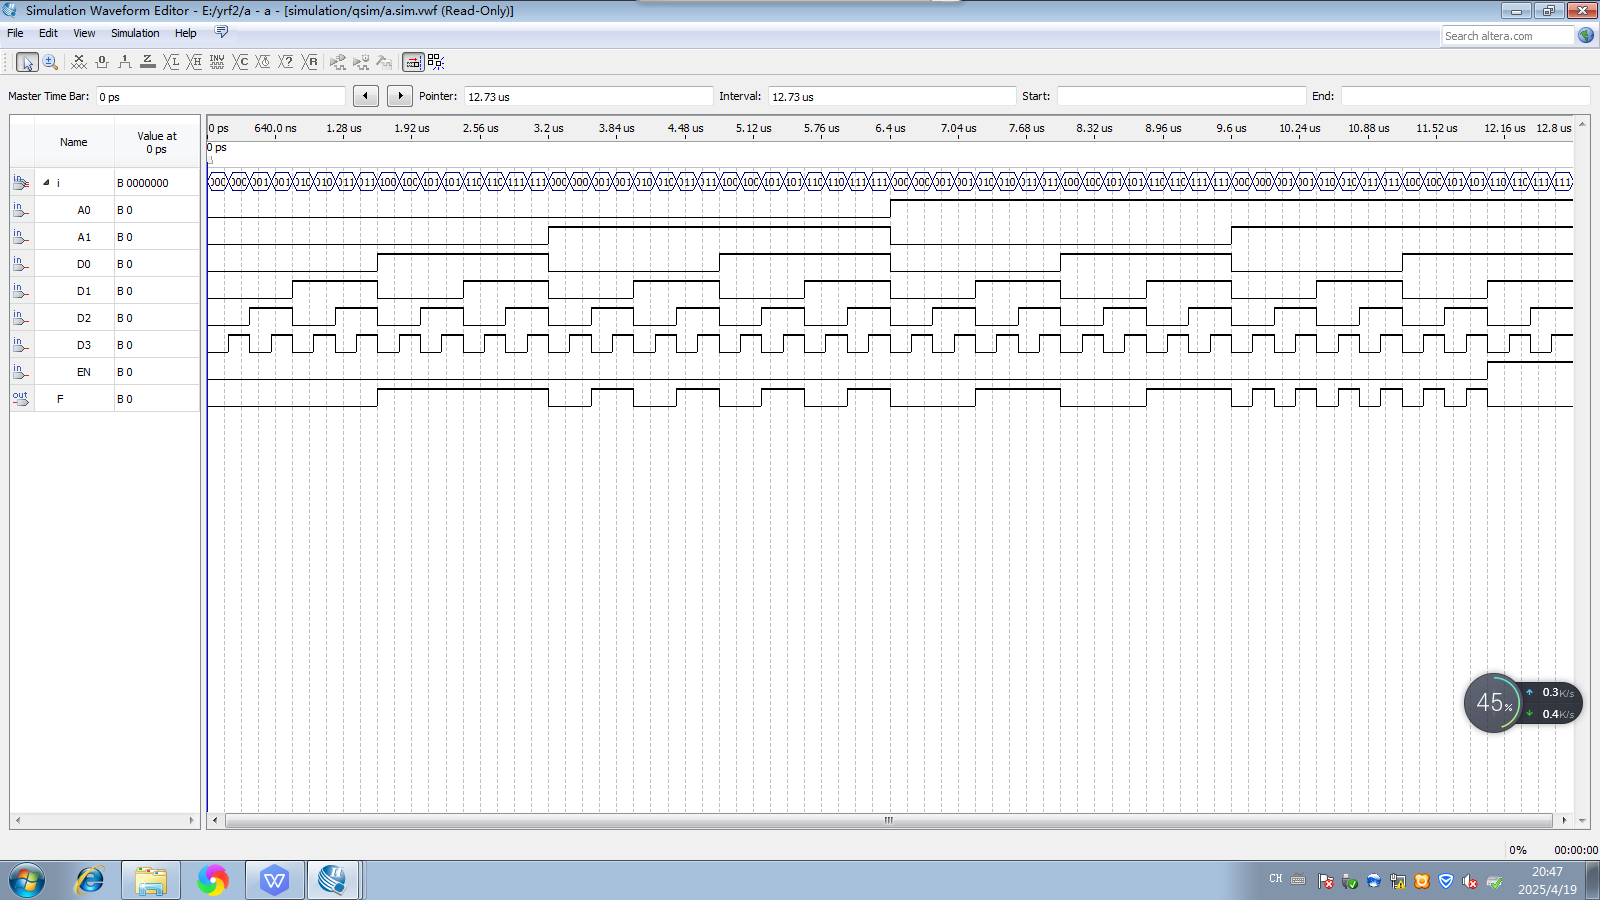 Simulation Waveform Editor - E:/yrf2/a - a - [simulation/qsim/a.sim.vwf (Read-Only)]
File Edit View Simulation Help
Search altera.com
Master Time Bar: 0 ps Pointer: 12.73 us Interval: 12.73 us Start: End:
Name Value at 0 ps
0 ps 640.0 ns 1.28 us 1.92 us 2.56 us 3.2 us 3.84 us 4.48 us 5.12 us 5.76 us 6.4 us 7.04 us 7.68 us 8.32 us 8.96 us 9.6 us 10.24 us 10.88 us 11.52 us 12.16 us 12.8 us
0 ps
i B 0000000
A0 B 0
A1 B 0
D0 B 0
D1 B 0
D2 B 0
D3 B 0
EN B 0
F B 0
45%
0.3K/s
0.4K/s
0% 00:00:00
CH
20:47
2025/4/19